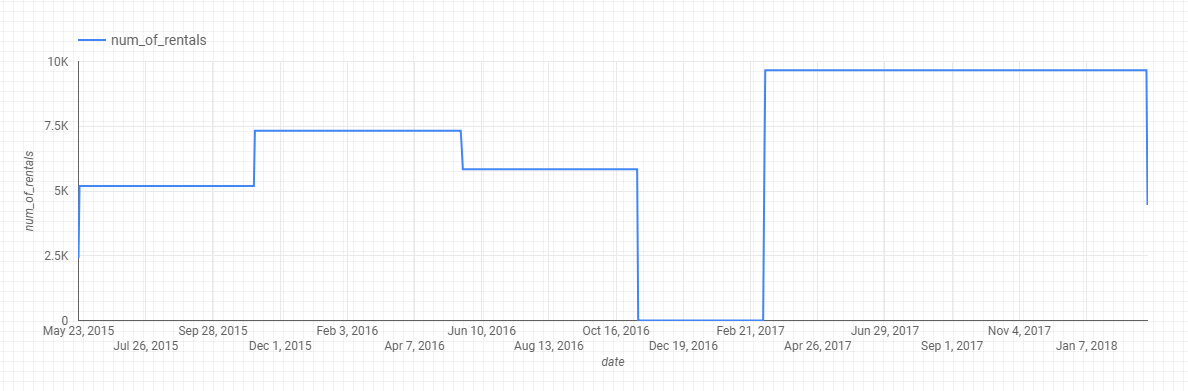 num_of_rentals
10K
7.5K
5K
2.5K
0
num_of_rentals
May 23, 2015 Sep 28, 2015 Feb 3, 2016 Jun 10, 2016 Oct 16, 2016 Feb 21, 2017 Jun 29, 2017 Nov 4, 2017
Jul 26, 2015 Dec 1, 2015 Apr 7, 2016 Aug 13, 2016 Dec 19, 2016 Apr 26, 2017 Sep 1, 2017 Jan 7, 2018
date